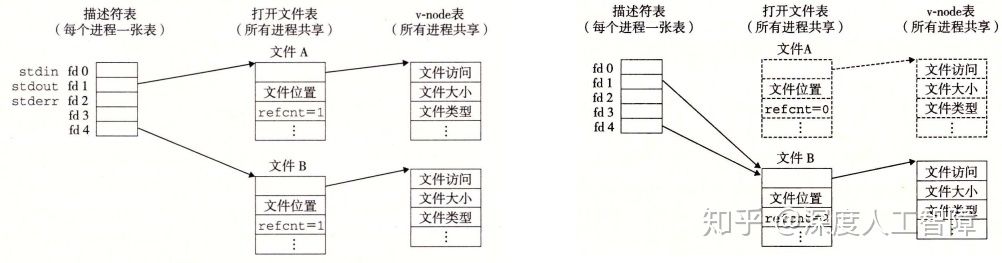 描述符表
(每个进程一张表)
打开文件表
(所有进程共享)
v-node表
(所有进程共享)
文件 A
stdin fd 0
stdout fd 1
stderr fd 2
fd 3
fd 4
文件位置
refcnt=1
⋮
文件访问
文件大小
文件类型
⋮
文件 B
文件位置
refcnt=1
⋮
文件访问
文件大小
文件类型
⋮
描述符表
(每个进程一张表)
打开文件表
(所有进程共享)
v-node表
(所有进程共享)
文件A
fd 0
fd 1
fd 2
fd 3
fd 4
文件位置
refcnt=0
⋮
文件访问
文件大小
文件类型
⋮
文件 B
文件位置
refcnt=2
⋮
文件访问
文件大小
文件类型
⋮
知乎 @深度人工智障